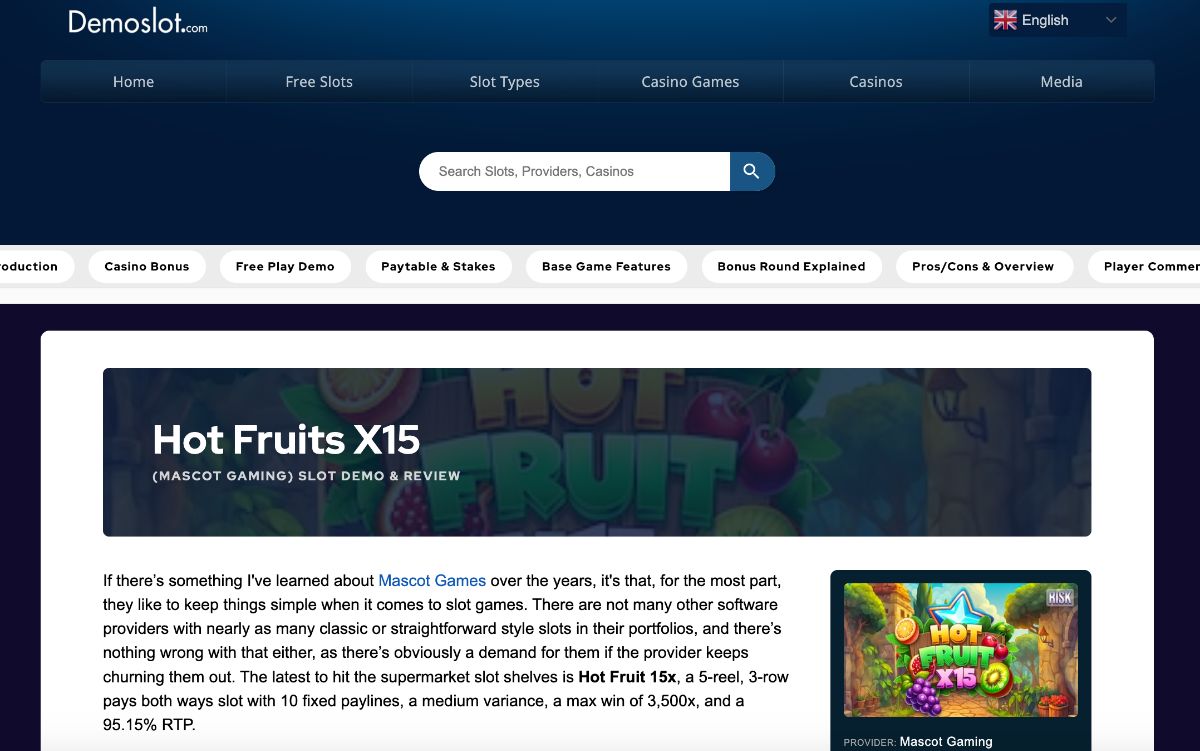 Demoslot.com
English
Home Free Slots Slot Types Casino Games Casinos Media
Search Slots, Providers, Casinos
roduction Casino Bonus Free Play Demo Paytable & Stakes Base Game Features Bonus Round Explained Pros/Cons & Overview Player Commen
HOT
FRUIT
Hot Fruits X15
(MASCOT GAMING) SLOT DEMO & REVIEW
If there’s something I've learned about Mascot Games over the years, it's that, for the most part,
they like to keep things simple when it comes to slot games. There are not many other software
providers with nearly as many classic or straightforward style slots in their portfolios, and there’s
nothing wrong with that either, as there’s obviously a demand for them if the provider keeps
churning them out. The latest to hit the supermarket slot shelves is Hot Fruit 15x, a 5-reel, 3-row
pays both ways slot with 10 fixed paylines, a medium variance, a max win of 3,500x, and a
95.15% RTP.
RISK
HOT
FRUIT
X15
PROVIDER: Mascot Gaming